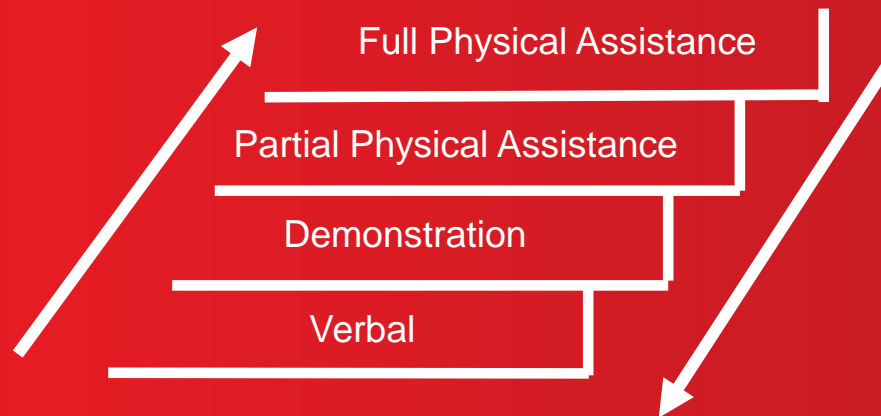 Full Physical Assistance
Partial Physical Assistance
Demonstration
Verbal